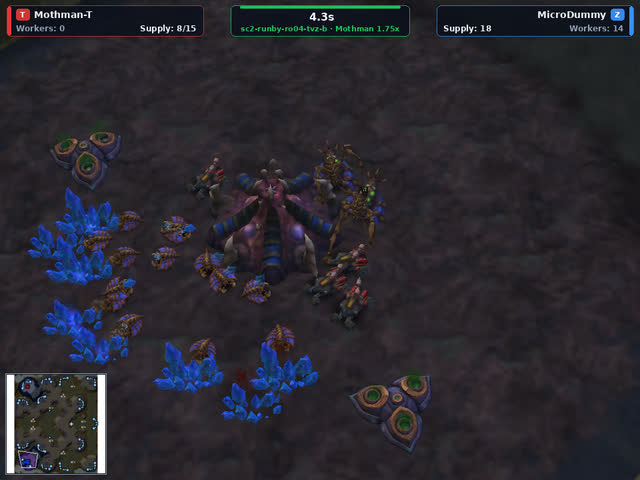 T Mothman-T
Workers: 0 Supply: 8/15
4.3s
sc2-runby-ro04-tvz-b · Mothman 1.75x
MicroDummy Z
Supply: 18 Workers: 14